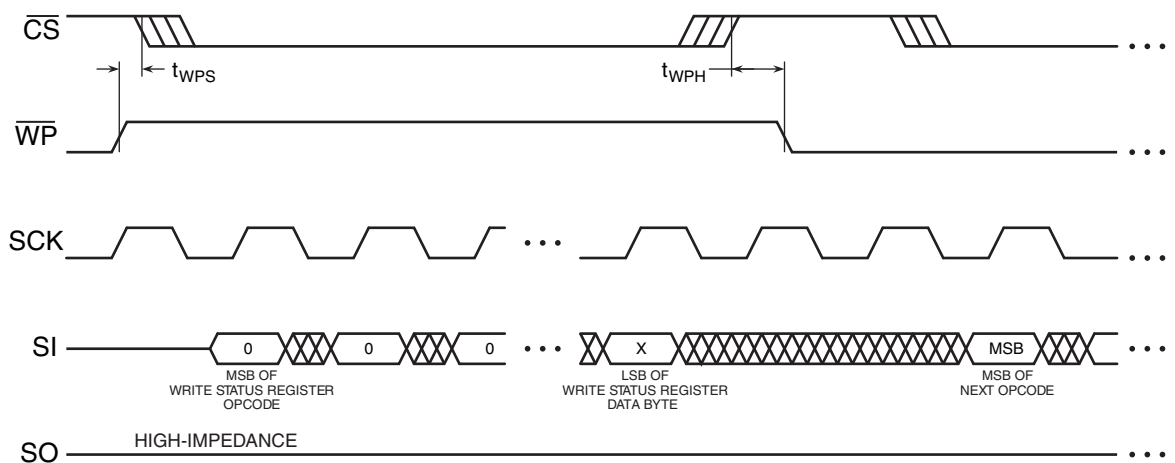 CS
tWPS
tWPH
WP
SCK
SI
0
0
0
X
MSB
MSB OF
WRITE STATUS REGISTER
OPCODE
LSB OF
WRITE STATUS REGISTER
DATA BYTE
MSB OF
NEXT OPCODE
HIGH-IMPEDANCE
SO